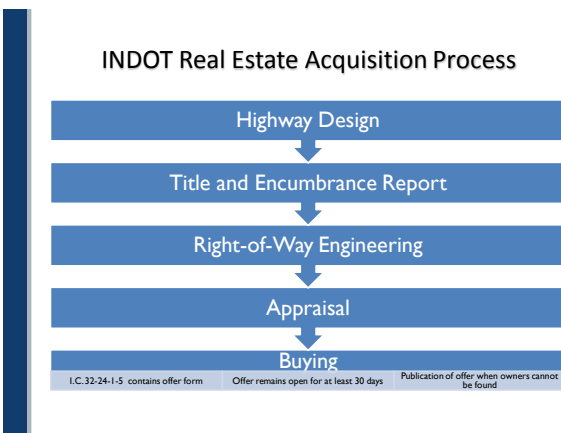 INDOT Real Estate Acquisition Process
Highway Design
Title and Encumbrance Report
Right-of-Way Engineering
Appraisal
Buying
I.C. 32-24-1-5 contains offer form
Offer remains open for at least 30 days
Publication of offer when owners cannot
be found